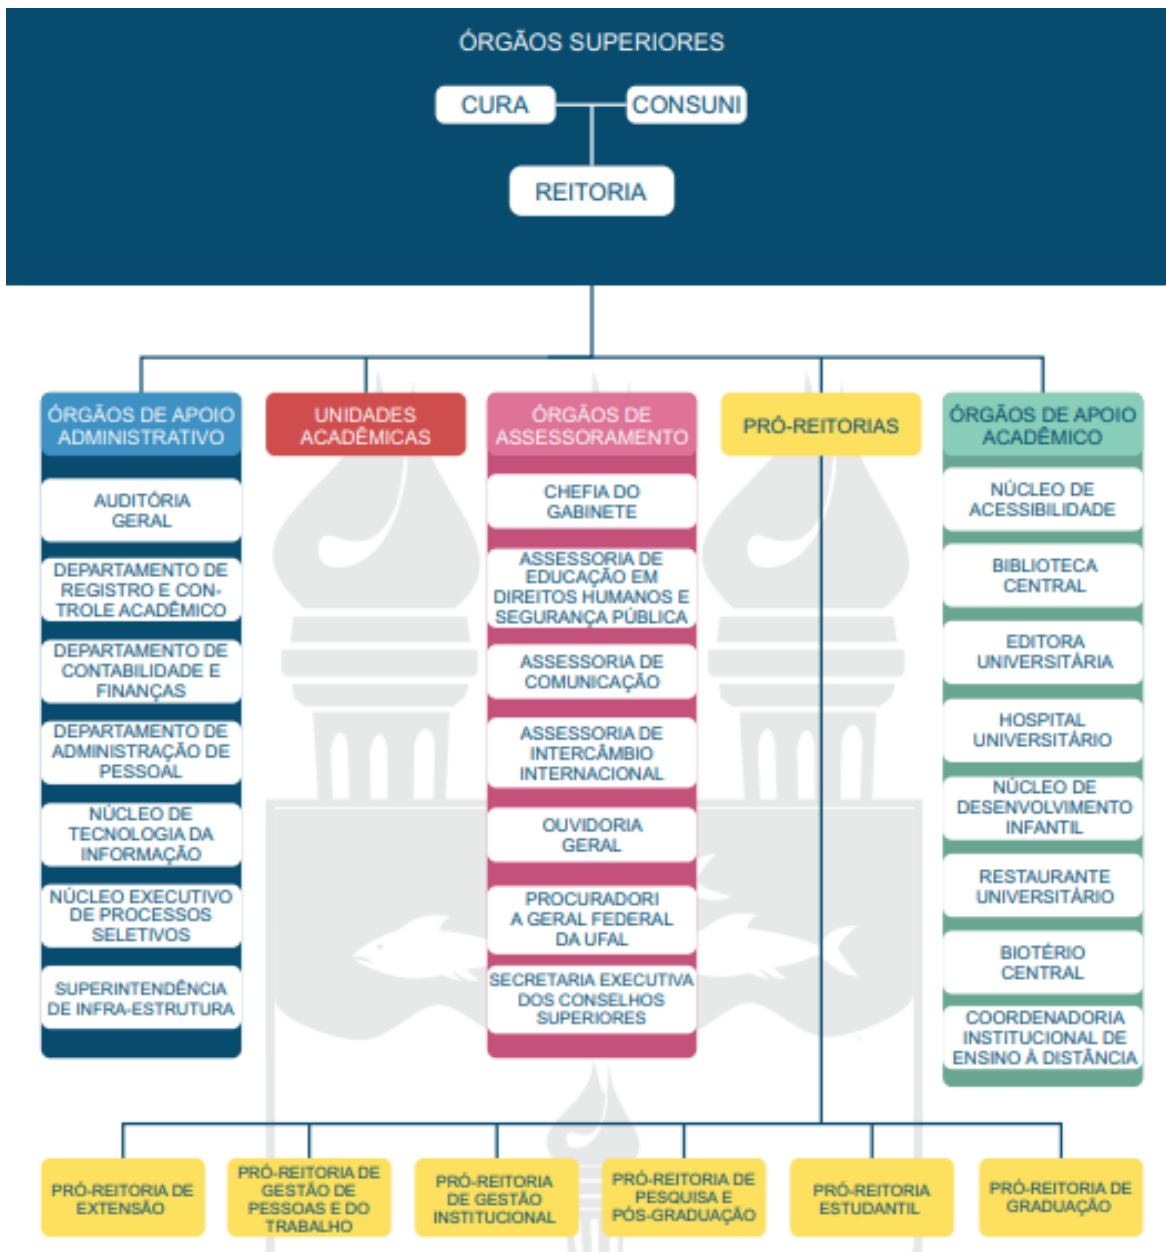 ÓRGÃOS SUPERIORES
CURA
CONSUNI
REITORIA
ÓRGÃOS DE APOIO
ADMINISTRATIVO
AUDITÓRIA
GERAL
DEPARTAMENTO DE
REGISTRO E CON-
TROLE ACADÊMICO
DEPARTAMENTO DE
CONTABILIDADE E
FINANÇAS
DEPARTAMENTO DE
ADMINISTRAÇÃO DE
PESSOAL
NÚCLEO DE
TECNOLOGIA DA
INFORMAÇÃO
NÚCLEO EXECUTIVO
DE PROCESSOS
SELETIVOS
SUPERINTENDÊNCIA
DE INFRA-ESTRUTURA
UNIDADES
ACADÊMICAS
ÓRGÃOS DE
ASSESSORAMENTO
CHEFIA DO
GABINETE
ASSESSORIA DE
EDUCAÇÃO EM
DIREITOS HUMANOS E
SEGURANÇA PÚBLICA
ASSESSORIA DE
COMUNICAÇÃO
ASSESSORIA DE
INTERCÂMBIO
INTERNACIONAL
OUVIDORIA
GERAL
PROCURADORI
A GERAL FEDERAL
DA UFAL
SECRETARIA EXECUTIVA
DOS CONSELHOS
SUPERIORES
PRÓ-REITORIAS
ÓRGÃOS DE APOIO
ACADÊMICO
NÚCLEO DE
ACESSIBILIDADE
BIBLIOTECA
CENTRAL
EDITORA
UNIVERSITÁRIA
HOSPITAL
UNIVERSITÁRIO
NÚCLEO DE
DESENVOLVIMENTO
INFANTIL
RESTAURANTE
UNIVERSITÁRIO
BIOTÉRIO
CENTRAL
COORDENADORIA
INSTITUCIONAL DE
ENSINO À DISTÂNCIA
PRÓ-REITORIA DE
EXTENSÃO
PRÓ-REITORIA DE
GESTÃO DE
PESSOAS E DO
TRABALHO
PRÓ-REITORIA
DE GESTÃO
INSTITUCIONAL
PRÓ-REITORIA DE
PESQUISA E
PÓS-GRADUAÇÃO
PRÓ-REITORIA
ESTUDANTIL
PRÓ-REITORIA DE
GRADUAÇÃO